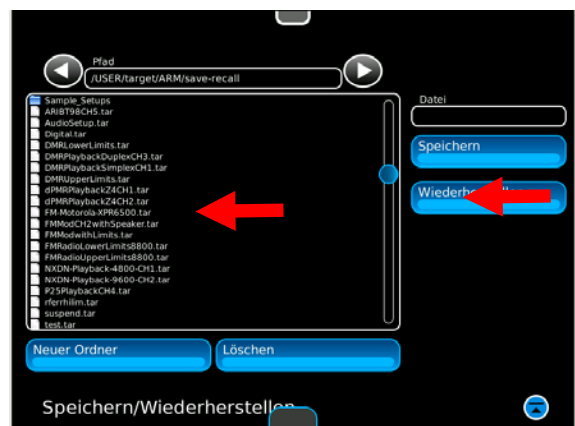 Pfad
/USER/target/ARM/save-recall
Sample_Setups
ARIBT98CH5.tar
AudioSetup.tar
Digital.tar
DMRLowerLimits.tar
DMRPlaybackDuplexCH3.tar
DMRPlaybackSimplexCH1.tar
DMRUpperLimits.tar
dPMRPlaybackZ4CH1.tar
dPMRPlaybackZ4CH2.tar
FM-Motorola-XPR6500.tar
FMModCH2withSpeaker.tar
FMModwithLimits.tar
FMRadioLowerLimits8800.tar
FMRadioUpperLimits8800.tar
NXDN-Playback-4800-CH1.tar
NXDN-Playback-9600-CH2.tar
P25PlaybackCH4.tar
rferrhilim.tar
suspend.tar
test.tar
Datei
Speichern
Wiederherstellen
Neuer Ordner
Löschen
Speichern/Wiederherstellen